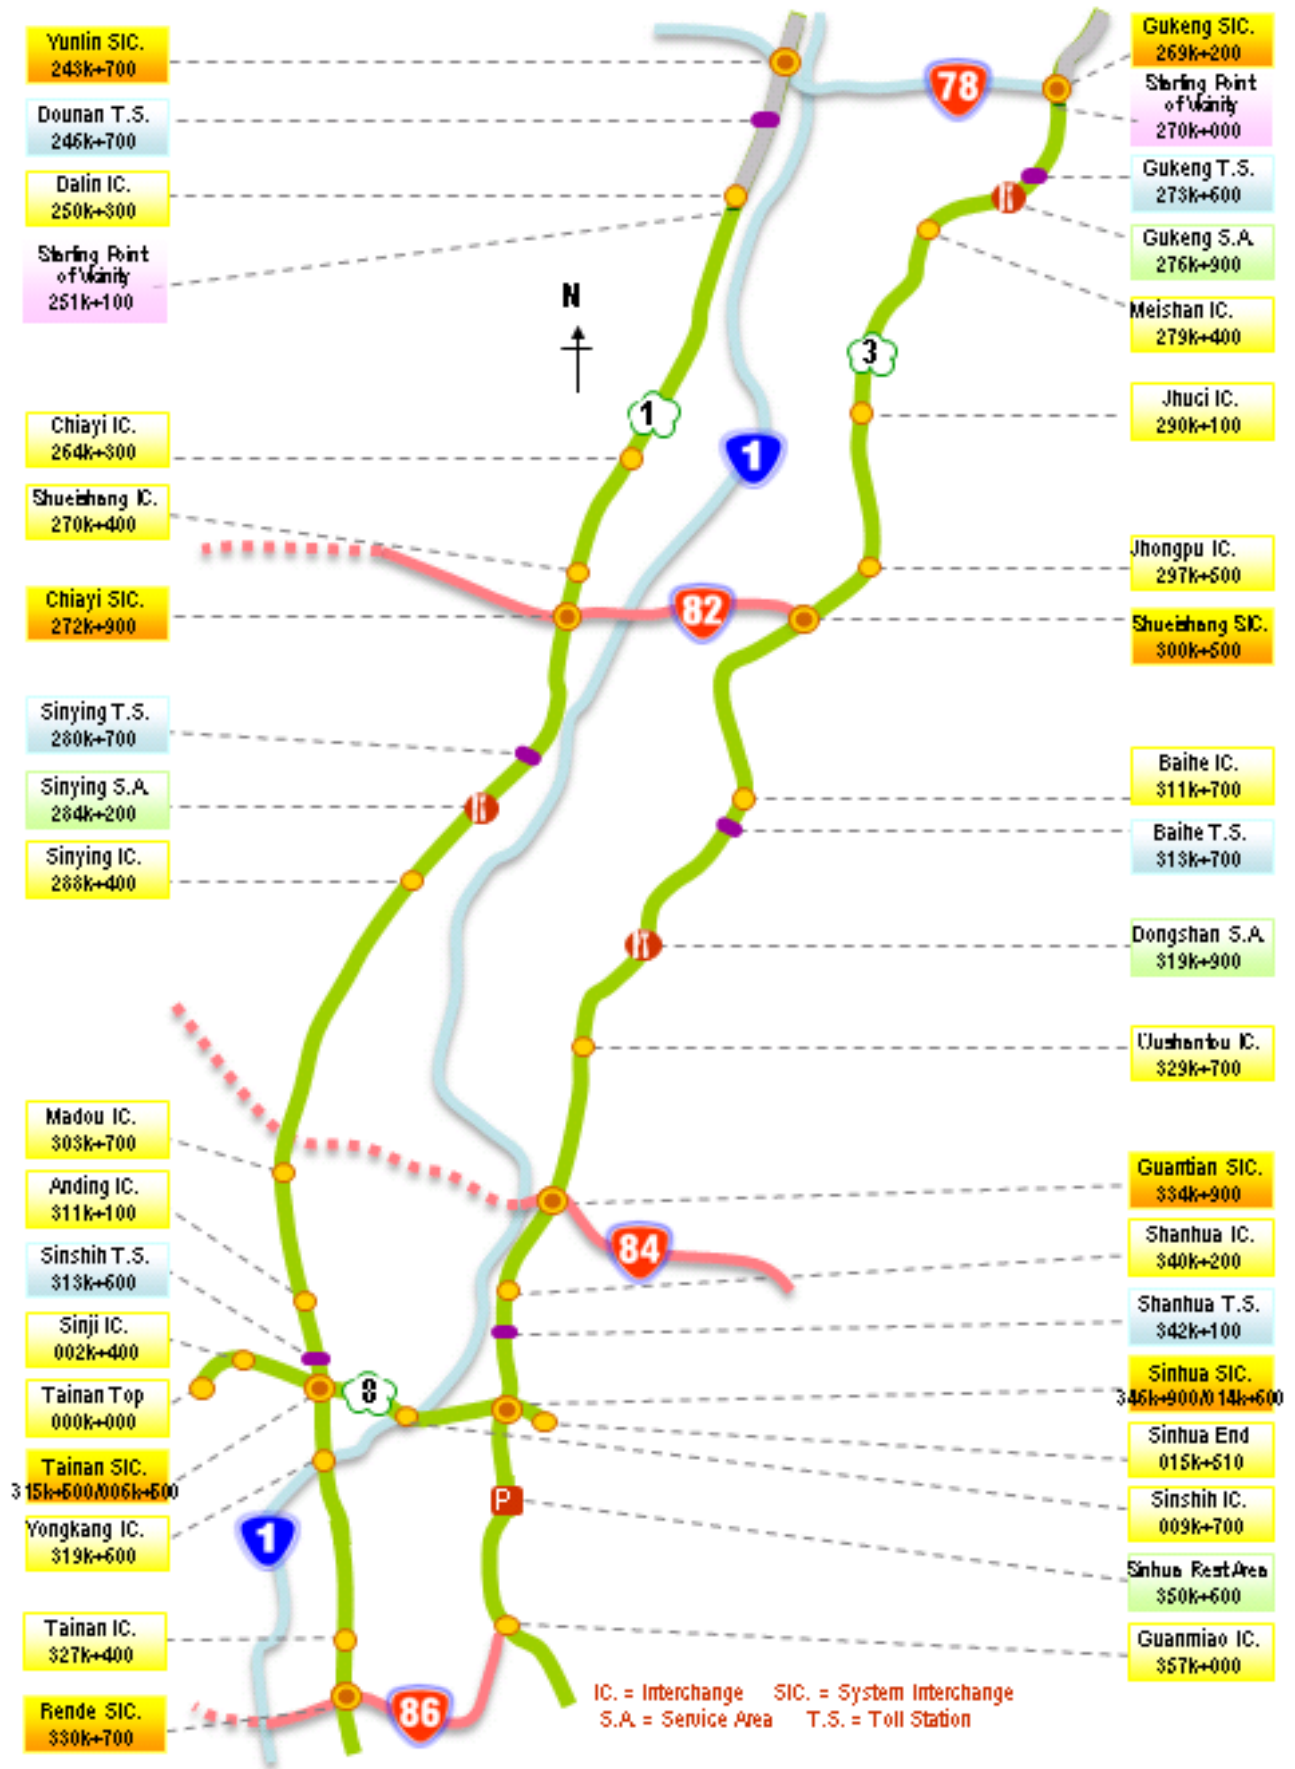 Yunlin SIC.
243k+700
Dounan T.S.
246k+700
Dalin IC.
250k+300
Starting Point
of Vicinity
251k+100
Chiayi IC.
264k+300
Shueishang IC.
270k+400
Chiayi SIC.
272k+900
Sinying T.S.
280k+700
Sinying S.A.
284k+200
Sinying IC.
288k+400
Madou IC.
303k+700
Anding IC.
311k+100
Sinshih T.S.
313k+600
Sinji IC.
002k+400
Tainan Top
000k+000
Tainan SIC.
315k+500/006k+500
Yongkang IC.
319k+600
Tainan IC.
327k+400
Rende SIC.
330k+700
N
1
1
3
78
82
84
8
P
1
86
Gukeng SIC.
269k+200
Starting Point
of Vicinity
270k+000
Gukeng T.S.
273k+600
Gukeng S.A.
276k+900
Meishan IC.
279k+400
Jhuci IC.
290k+100
Jhongpu IC.
297k+500
Shueishang SIC.
300k+500
Baihe IC.
311k+700
Baihe T.S.
313k+700
Dongshan S.A.
319k+900
Wushantou IC.
329k+700
Guantian SIC.
334k+900
Shanhua IC.
340k+200
Shanhua T.S.
342k+100
Sinhua SIC.
346k+900/014k+600
Sinhua End
015k+510
Sinshih IC.
009k+700
Sinhua Rest Area
350k+600
Guanmiao IC.
357k+000
IC. = Interchange SIC. = System Interchange
S.A. = Service Area T.S. = Toll Station